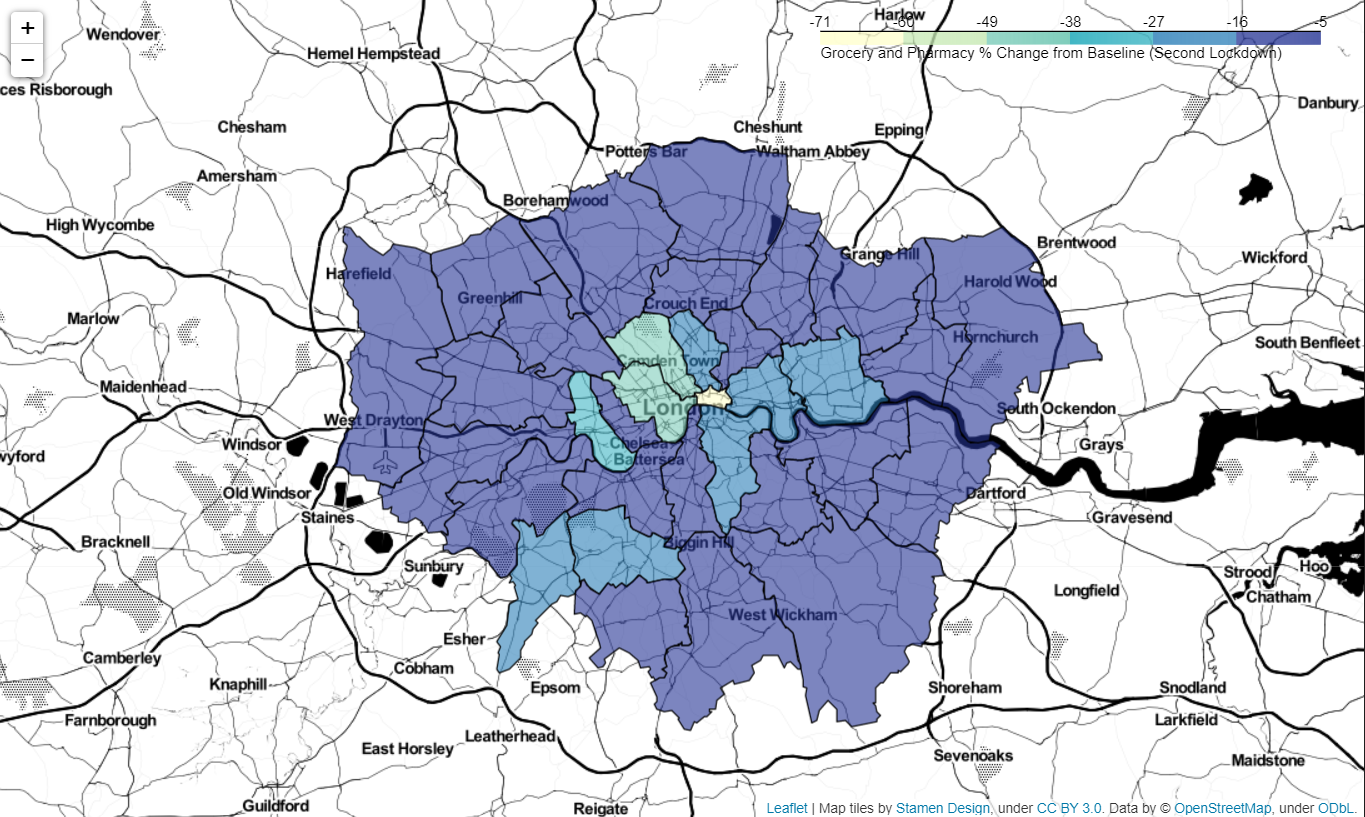 +
−
-71 -60 -49 -38 -27 -16 -5
Grocery and Pharmacy % Change from Baseline (Second Lockdown)
Harlow
Wendover
Hemel Hempstead
ces Risborough
Danbury
Chesham
Cheshunt
Epping
Potters Bar
Waltham Abbey
Amersham
Borehamwood
High Wycombe
Brentwood
Grange Hill
Wickford
Harefield
Harold Wood
Greenhill
Crouch End
Marlow
Hornchurch
South Benfleet
Camden Town
Maidenhead
London
South Ockendon
West Drayton
Windsor
Chelsea
Grays
wyford
Battersea
Old Windsor
Dartford
Staines
Gravesend
Bracknell
Biggin Hill
Sunbury
Strood
Hoo
Longfield
Chatham
West Wickham
Esher
Camberley
Cobham
Knaphill
Epsom
Shoreham
Snodland
Farnborough
Larkfield
Leatherhead
East Horsley
Sevenoaks
Maidstone
Guildford
Reigate
Leaflet | Map tiles by Stamen Design, under CC BY 3.0. Data by © OpenStreetMap, under ODbL.